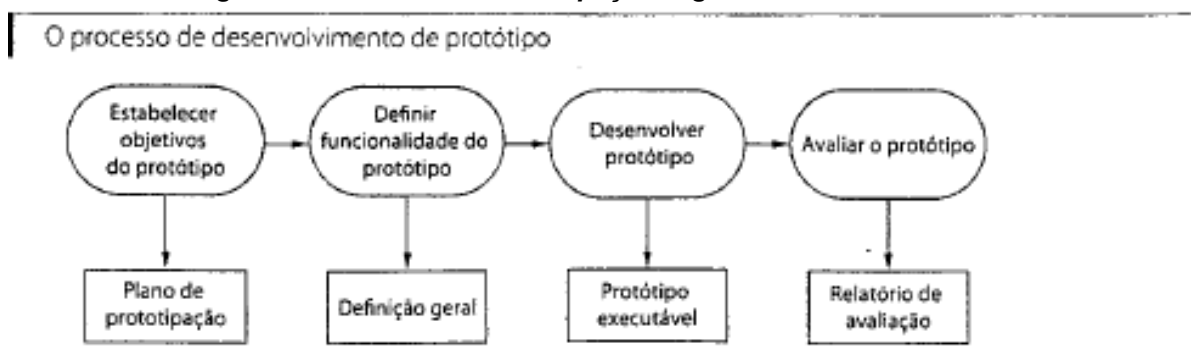 O processo de desenvolvimento de protótipo
Estabelecer
objetivos
do protótipo
Definir
funcionalidade do
protótipo
Desenvolver
protótipo
Avaliar o protótipo
Plano de
prototipação
Definição geral
Protótipo
executável
Relatório de
avaliação